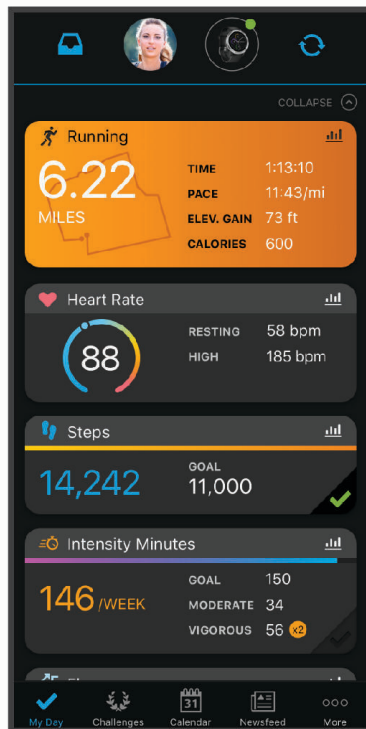 COLLAPSE
Running
6.22
MILES
TIME 1:13:10
PACE 11:43/mi
ELEV. GAIN 73 ft
CALORIES 600
Heart Rate
88
RESTING 58 bpm
HIGH 185 bpm
Steps
14,242
GOAL
11,000
Intensity Minutes
146 /WEEK
GOAL 150
MODERATE 34
VIGOROUS 56 x2
31
My Day Challenges Calendar Newsfeed More